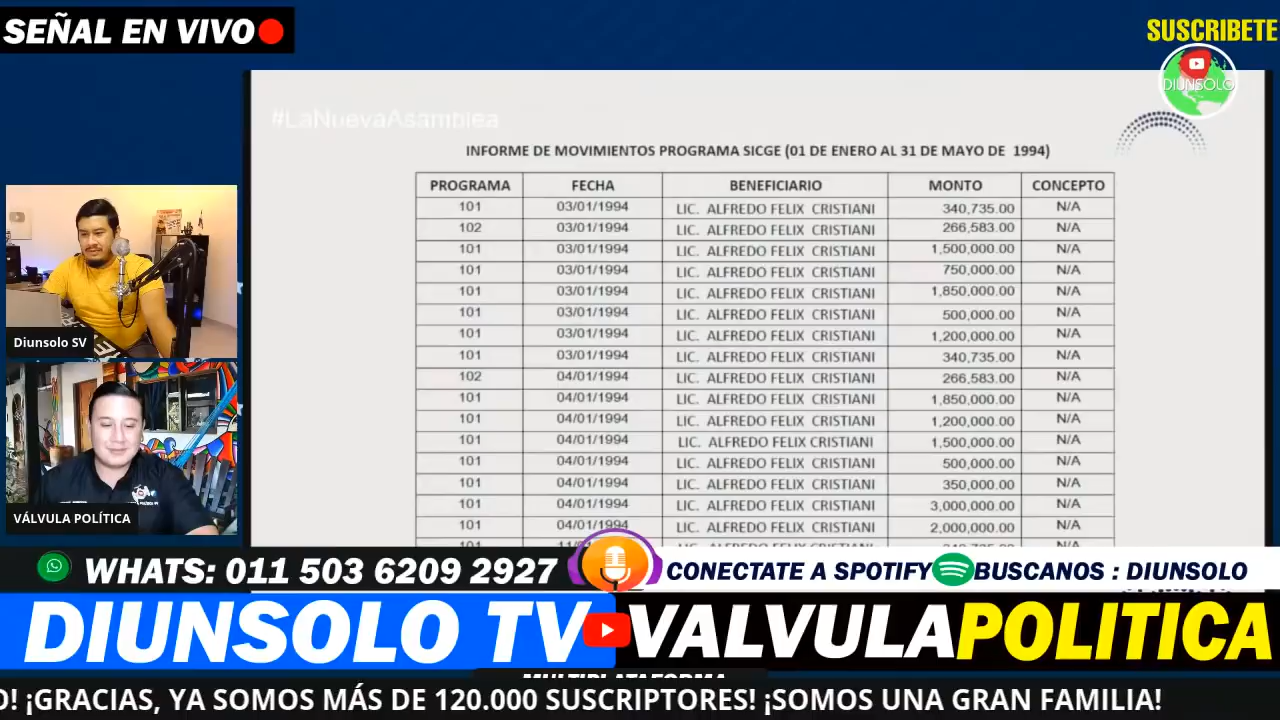 SEÑAL EN VIVO
SUSCRIBETE
DIUNSOLO
#LaNuevaAsamblea
INFORME DE MOVIMIENTOS PROGRAMA SICGE (01 DE ENERO AL 31 DE MAYO DE 1994)
PROGRAMA FECHA BENEFICIARIO MONTO CONCEPTO
101 03/01/1994 LIC. ALFREDO FELIX CRISTIANI 340,735.00 N/A
102 03/01/1994 LIC. ALFREDO FELIX CRISTIANI 266,583.00 N/A
101 03/01/1994 LIC. ALFREDO FELIX CRISTIANI 1,500,000.00 N/A
101 03/01/1994 LIC. ALFREDO FELIX CRISTIANI 750,000.00 N/A
101 03/01/1994 LIC. ALFREDO FELIX CRISTIANI 1,850,000.00 N/A
101 03/01/1994 LIC. ALFREDO FELIX CRISTIANI 500,000.00 N/A
101 03/01/1994 LIC. ALFREDO FELIX CRISTIANI 1,200,000.00 N/A
101 03/01/1994 LIC. ALFREDO FELIX CRISTIANI 340,735.00 N/A
102 04/01/1994 LIC. ALFREDO FELIX CRISTIANI 266,583.00 N/A
101 04/01/1994 LIC. ALFREDO FELIX CRISTIANI 1,850,000.00 N/A
101 04/01/1994 LIC. ALFREDO FELIX CRISTIANI 1,200,000.00 N/A
101 04/01/1994 LIC. ALFREDO FELIX CRISTIANI 1,500,000.00 N/A
101 04/01/1994 LIC. ALFREDO FELIX CRISTIANI 500,000.00 N/A
101 04/01/1994 LIC. ALFREDO FELIX CRISTIANI 350,000.00 N/A
101 04/01/1994 LIC. ALFREDO FELIX CRISTIANI 3,000,000.00 N/A
101 04/01/1994 LIC. ALFREDO FELIX CRISTIANI 2,000,000.00 N/A
Diunsolo SV
VÁLVULA POLÍTICA
WHATS: 011 503 6209 2927
CONECTATE A SPOTIFY BUSCANOS : DIUNSOLO
DIUNSOLO TV VALVULA POLITICA
MULTIPLATAFORMA
O! ¡GRACIAS, YA SOMOS MÁS DE 120.000 SUSCRIPTORES! ¡SOMOS UNA GRAN FAMILIA!